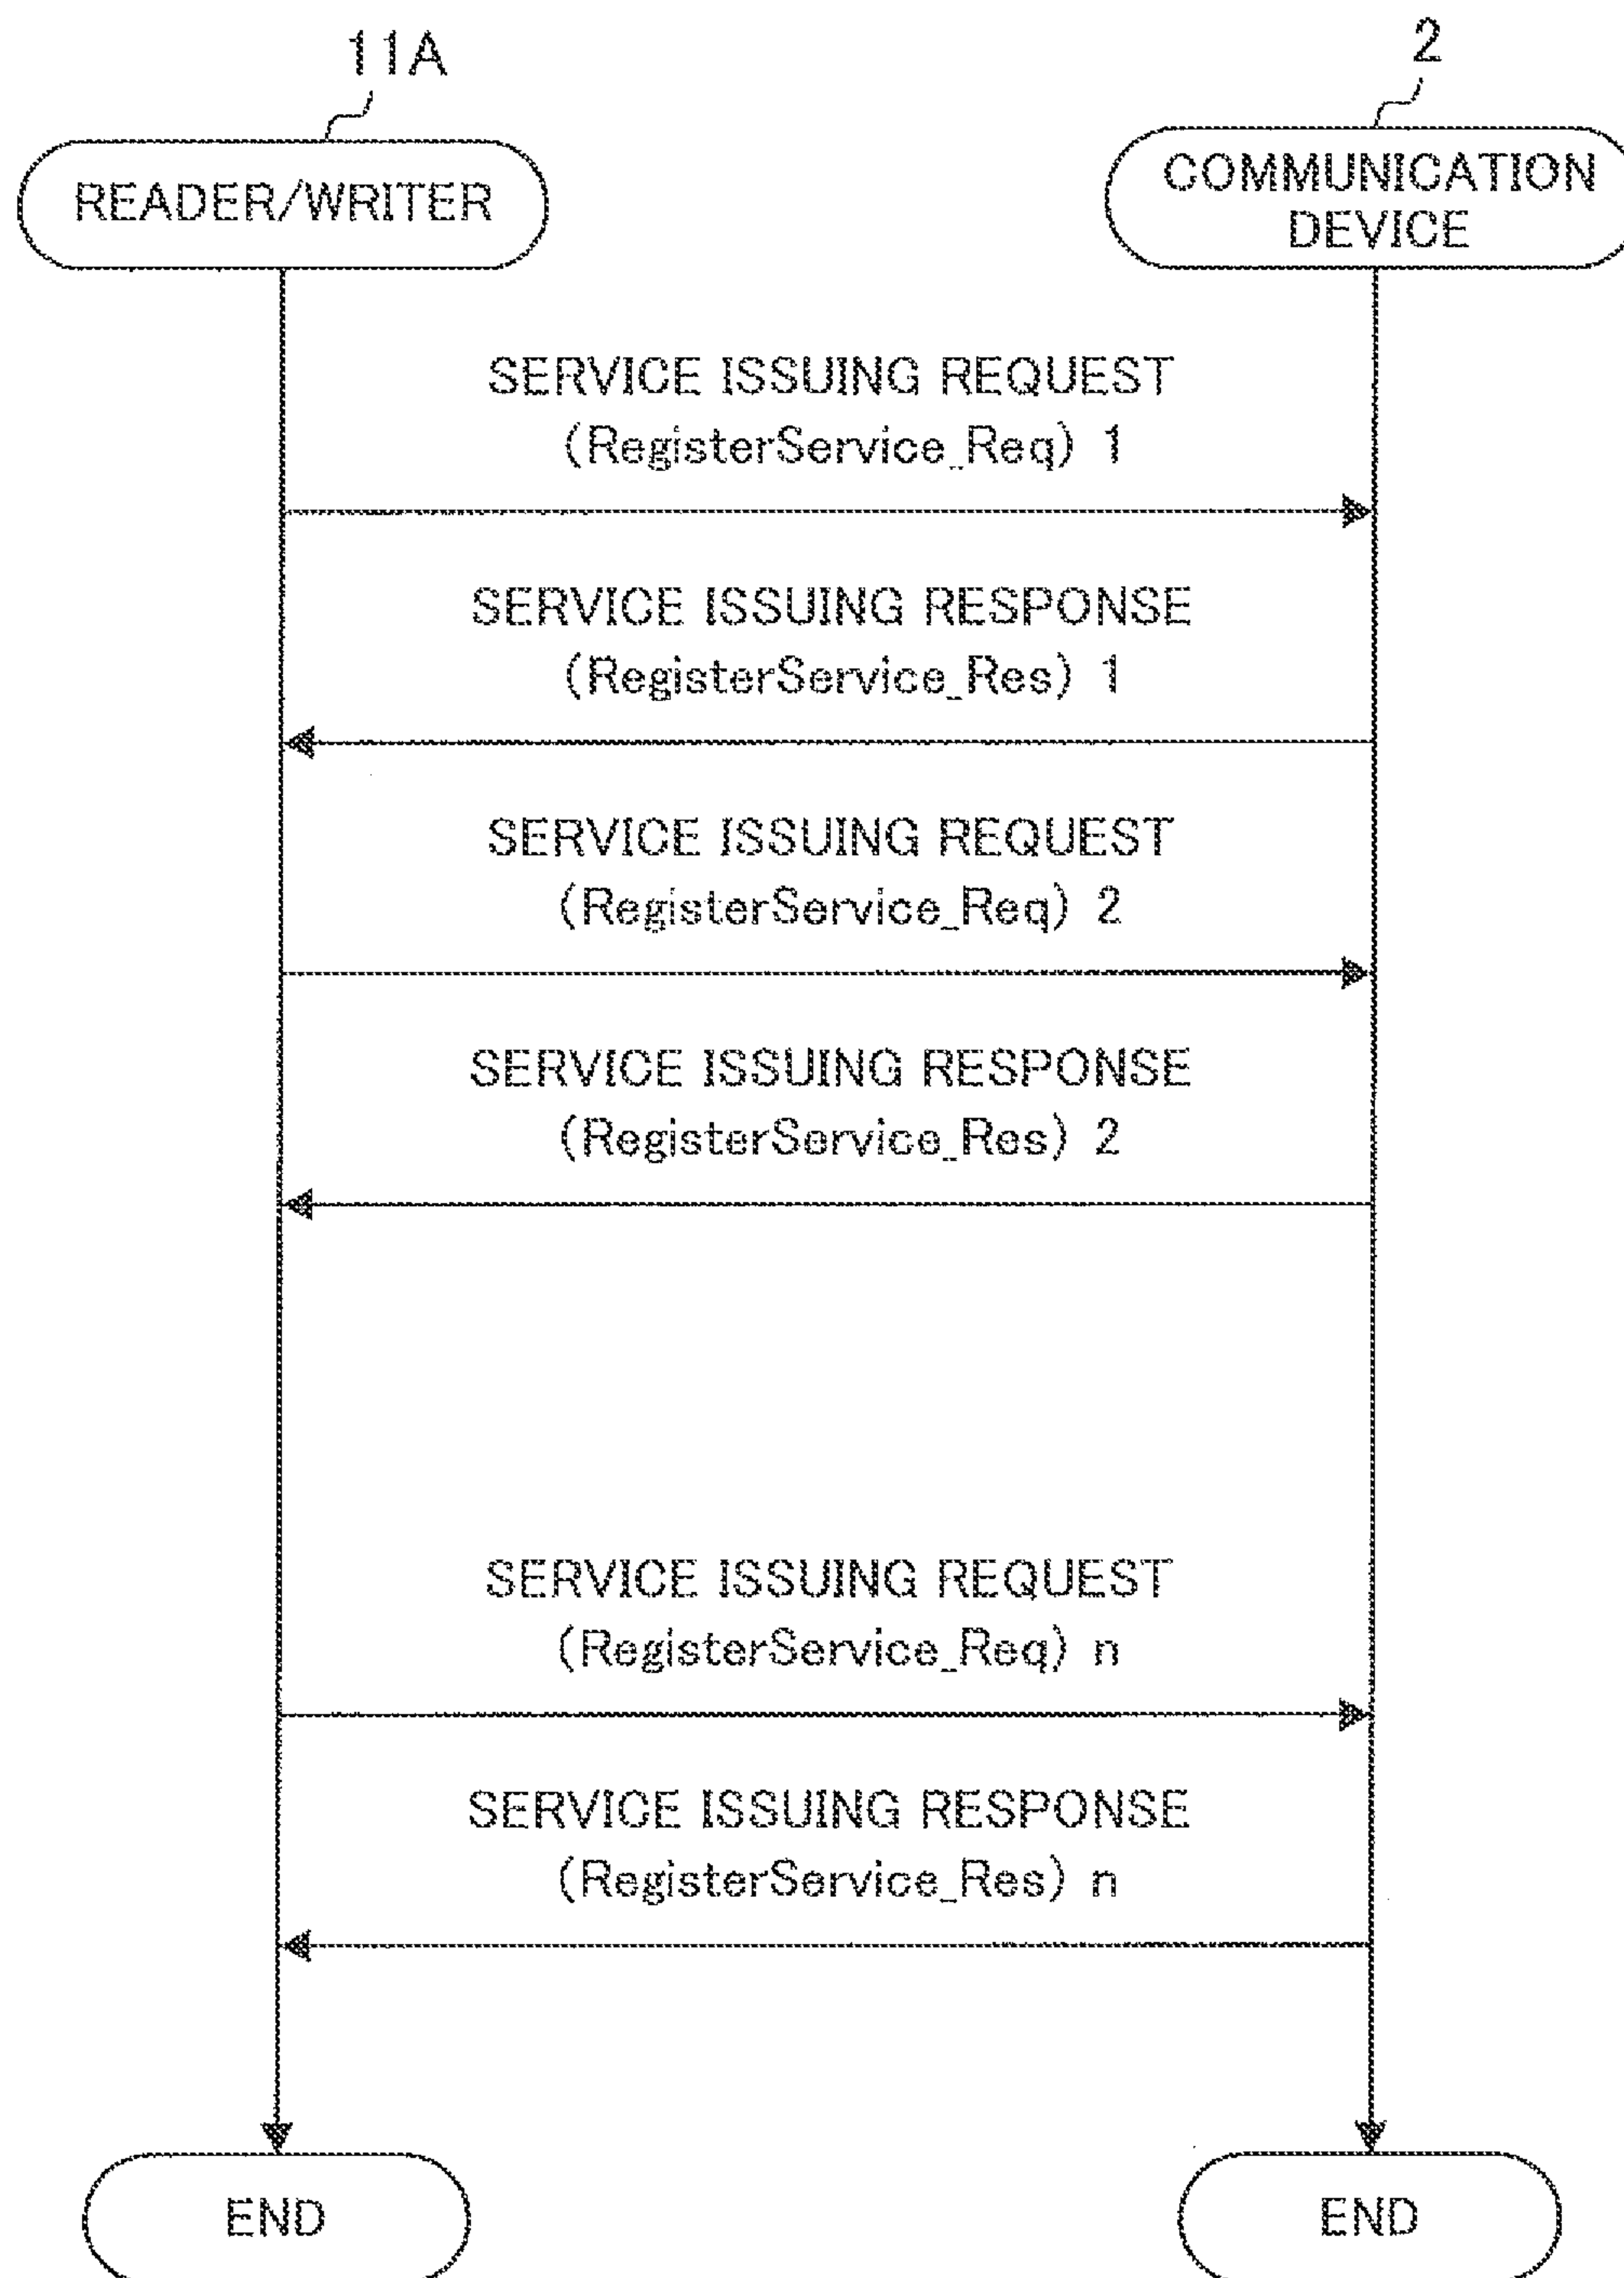 11A
2
READER/WRITER
COMMUNICATION
DEVICE
SERVICE ISSUING REQUEST
(RegisterService_Req) 1
SERVICE ISSUING RESPONSE
(RegisterService_Res) 1
SERVICE ISSUING REQUEST
(RegisterService_Req) 2
SERVICE ISSUING RESPONSE
(RegisterService_Res) 2
SERVICE ISSUING REQUEST
(RegisterService_Req) n
SERVICE ISSUING RESPONSE
(RegisterService_Res) n
END
END